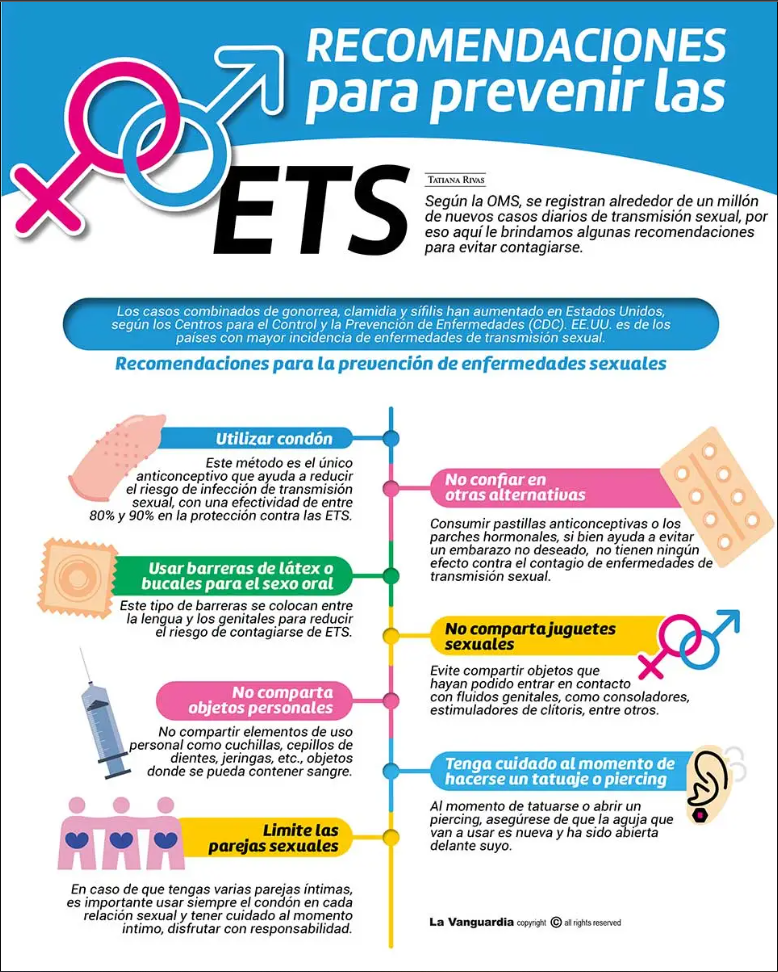 RECOMENDACIONES
para prevenir las
ETS
TATIANA RIVAS
Según la OMS, se registran alrededor de un millón
de nuevos casos diarios de transmisión sexual, por
eso aquí le brindamos algunas recomendaciones
para evitar contagiarse.
Los casos combinados de gonorrea, clamidia y sífilis han aumentado en Estados Unidos,
según los Centros para el Control y la Prevención de Enfermedades (CDC). EE.UU. es de los
países con mayor incidencia de enfermedades de transmisión sexual.
Recomendaciones para la prevención de enfermedades sexuales
Utilizar condón
Este método es el único
anticonceptivo que ayuda a reducir
el riesgo de infección de transmisión
sexual, con una efectividad de entre
80% y 90% en la protección contra las ETS.
No confiar en
otras alternativas
Consumir pastillas anticonceptivas o los
parches hormonales, si bien ayuda a evitar
un embarazo no deseado, no tienen ningún
efecto contra el contagio de enfermedades de
transmisión sexual.
Usar barreras de látex o
bucales para el sexo oral
Este tipo de barreras se colocan entre
la lengua y los genitales para reducir
el riesgo de contagiarse de ETS.
No comparta juguetes
sexuales
Evite compartir objetos que
hayan podido entrar en contacto
con fluidos genitales, como consoladores,
estimuladores de clítoris, entre otros.
No comparta
objetos personales
No compartir elementos de uso
personal como cuchillas, cepillos de
dientes, jeringas, etc., objetos
donde se pueda contener sangre.
Tenga cuidado al momento de
hacerse un tatuaje o piercing
Al momento de tatuarse o abrir un
piercing, asegúrese de que la aguja que
van a usar es nueva y ha sido abierta
delante suyo.
Limite las
parejas sexuales
En caso de que tengas varias parejas íntimas,
es importante usar siempre el condón en cada
relación sexual y tener cuidado al momento
intimo, disfrutar con responsabilidad.
La Vanguardia copyright © all rights reserved